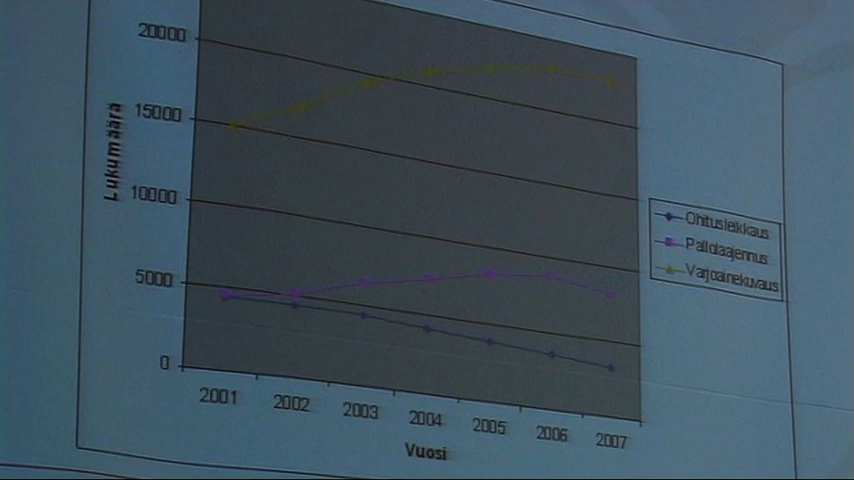 20000
15000
10000
5000
0
Lukumäärä
2001 2002 2003 2004 2005 2006 2007
Vuosi
Ohitusleikkaus
Pallolaajennus
Varjoainekuvaus